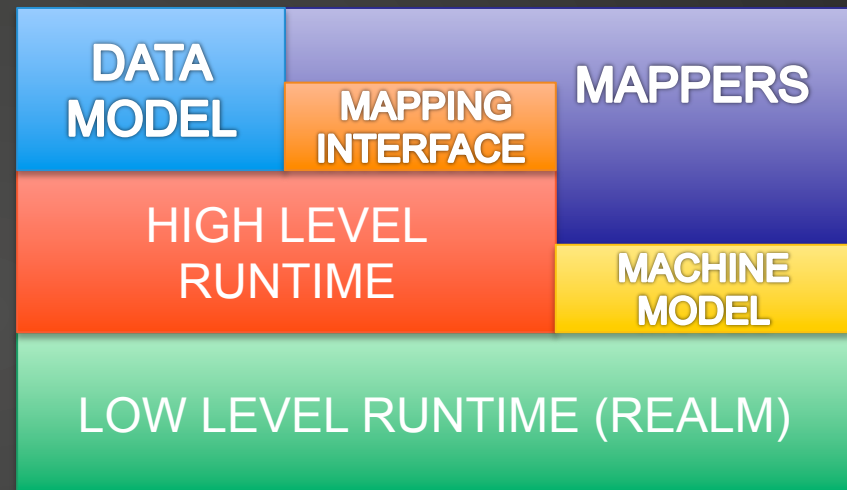 DATA
MODEL
MAPPING
INTERFACE
MAPPERS
HIGH LEVEL
RUNTIME
MACHINE
MODEL
LOW LEVEL RUNTIME (REALM)